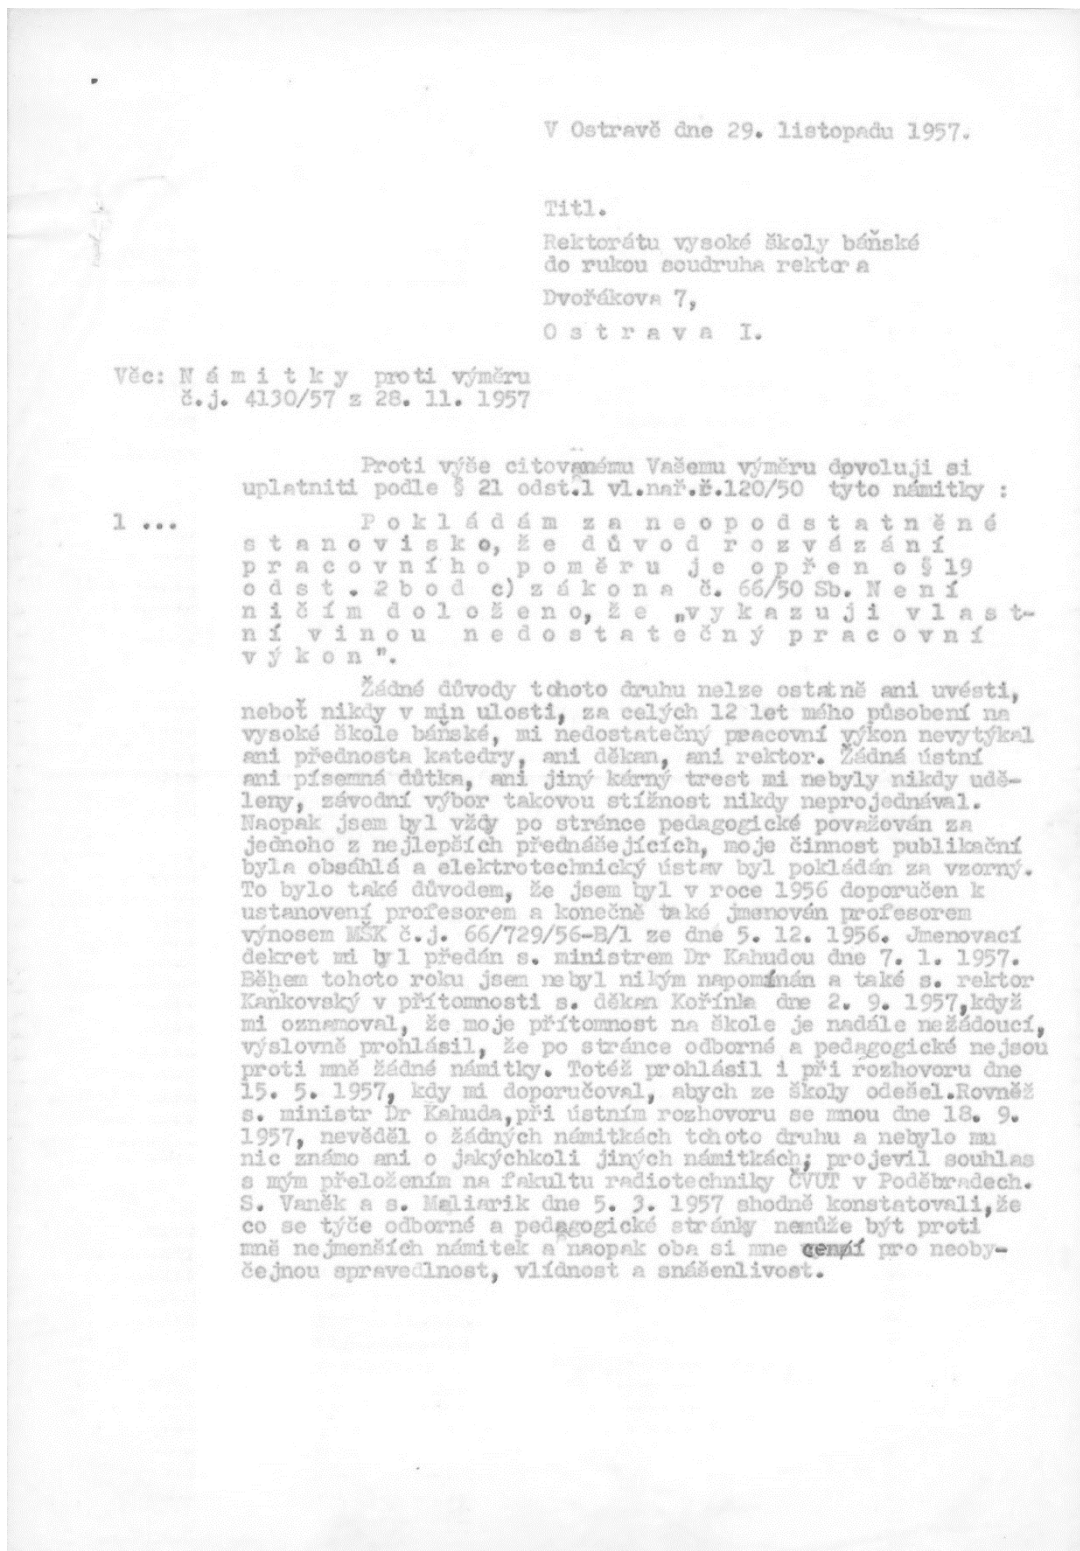 V Ostravě dne 29. listopadu 1957.
Titl.
Rektorátu vysoké školy báňské
do rukou soudruha rektora
Dvořákova 7,
O s t r a v a  I.
Věc: N á m i t k y  proti výměru
č.j. 4130/57 z 28. 11. 1957
Proti výše citovanému Vašemu výměru dovoluji si
uplatniti podle § 21 odst.1 vl.nař.č.120/50 tyto námitky :
1 ... P o k l á d á m  z a  n e o p o d s t a t n ě n é
s t a n o v i s k o, ž e  d ů v o d  r o z v á z á n í
p r a c o v n í h o  p o m ě r u  j e  o p ř e n  o § 19
o d s t . 2 b o d  c) z á k o n a  č. 66/50 Sb. N e n í
n i č í m  d o l o ž e n o, ž e  „v y k a z u j i  v l a s t-
n í  v i n o u  n e d o s t a t e č n ý  p r a c o v n í
v ý k o n ".
Žádné důvody tohoto druhu nelze ostatně ani uvésti,
neboť nikdy v min ulosti, za celých 12 let mého působení na
vysoké škole báňské, mi nedostatečný pracovní výkon nevytýkal
ani přednosta katedry, ani děkan, ani rektor. Žádná ústní
ani písemná důtka, ani jiný kárný trest mi nebyly nikdy udě-
leny, závodní výbor takovou stížnost nikdy neprojednával.
Naopak jsem byl vždy po stránce pedagogické považován za
jednoho z nejlepších přednášejících, moje činnost publikační
byla obsáhlá a elektrotechnický ústav byl pokládán za vzorný.
To bylo také důvodem, že jsem byl v roce 1956 doporučen k
ustanovení profesorem a konečně také jmenován profesorem
výnosem MŠK č.j. 66/729/56-B/1 ze dne 5. 12. 1956. Jmenovací
dekret mi byl předán s. ministrem Dr Kahudou dne 7. 1. 1957.
Během tohoto roku jsem nebyl nikým napomínán a také s. rektor
Kaňkovský v přítomnosti s. děkan Kořínka dne 2. 9. 1957,když
mi oznamoval, že moje přítomnost na škole je nadále nežádoucí,
výslovně prohlásil, že po stránce odborné a pedagogické nejsou
proti mně žádné námitky. Totéž prohlásil i při rozhovoru dne
15. 5. 1957, kdy mi doporučoval, abych ze školy odešel.Rovněž
s. ministr Dr Kahuda,při ústním rozhovoru se mnou dne 18. 9.
1957, nevěděl o žádných námitkách tohoto druhu a nebylo mu
nic známo ani o jakýchkoli jiných námitkách; projevil souhlas
s mým přeložením na fakultu radiotechniky ČVUT v Poděbradech.
S. Vaněk a s. Maliarik dne 5. 3. 1957 shodně konstatovali,že
co se týče odborné a pedagogické stránky nemůže být proti
mně nejmenších námitek a naopak oba si mne cení pro neoby-
čejnou spravedlnost, vlídnost a snášenlivost.